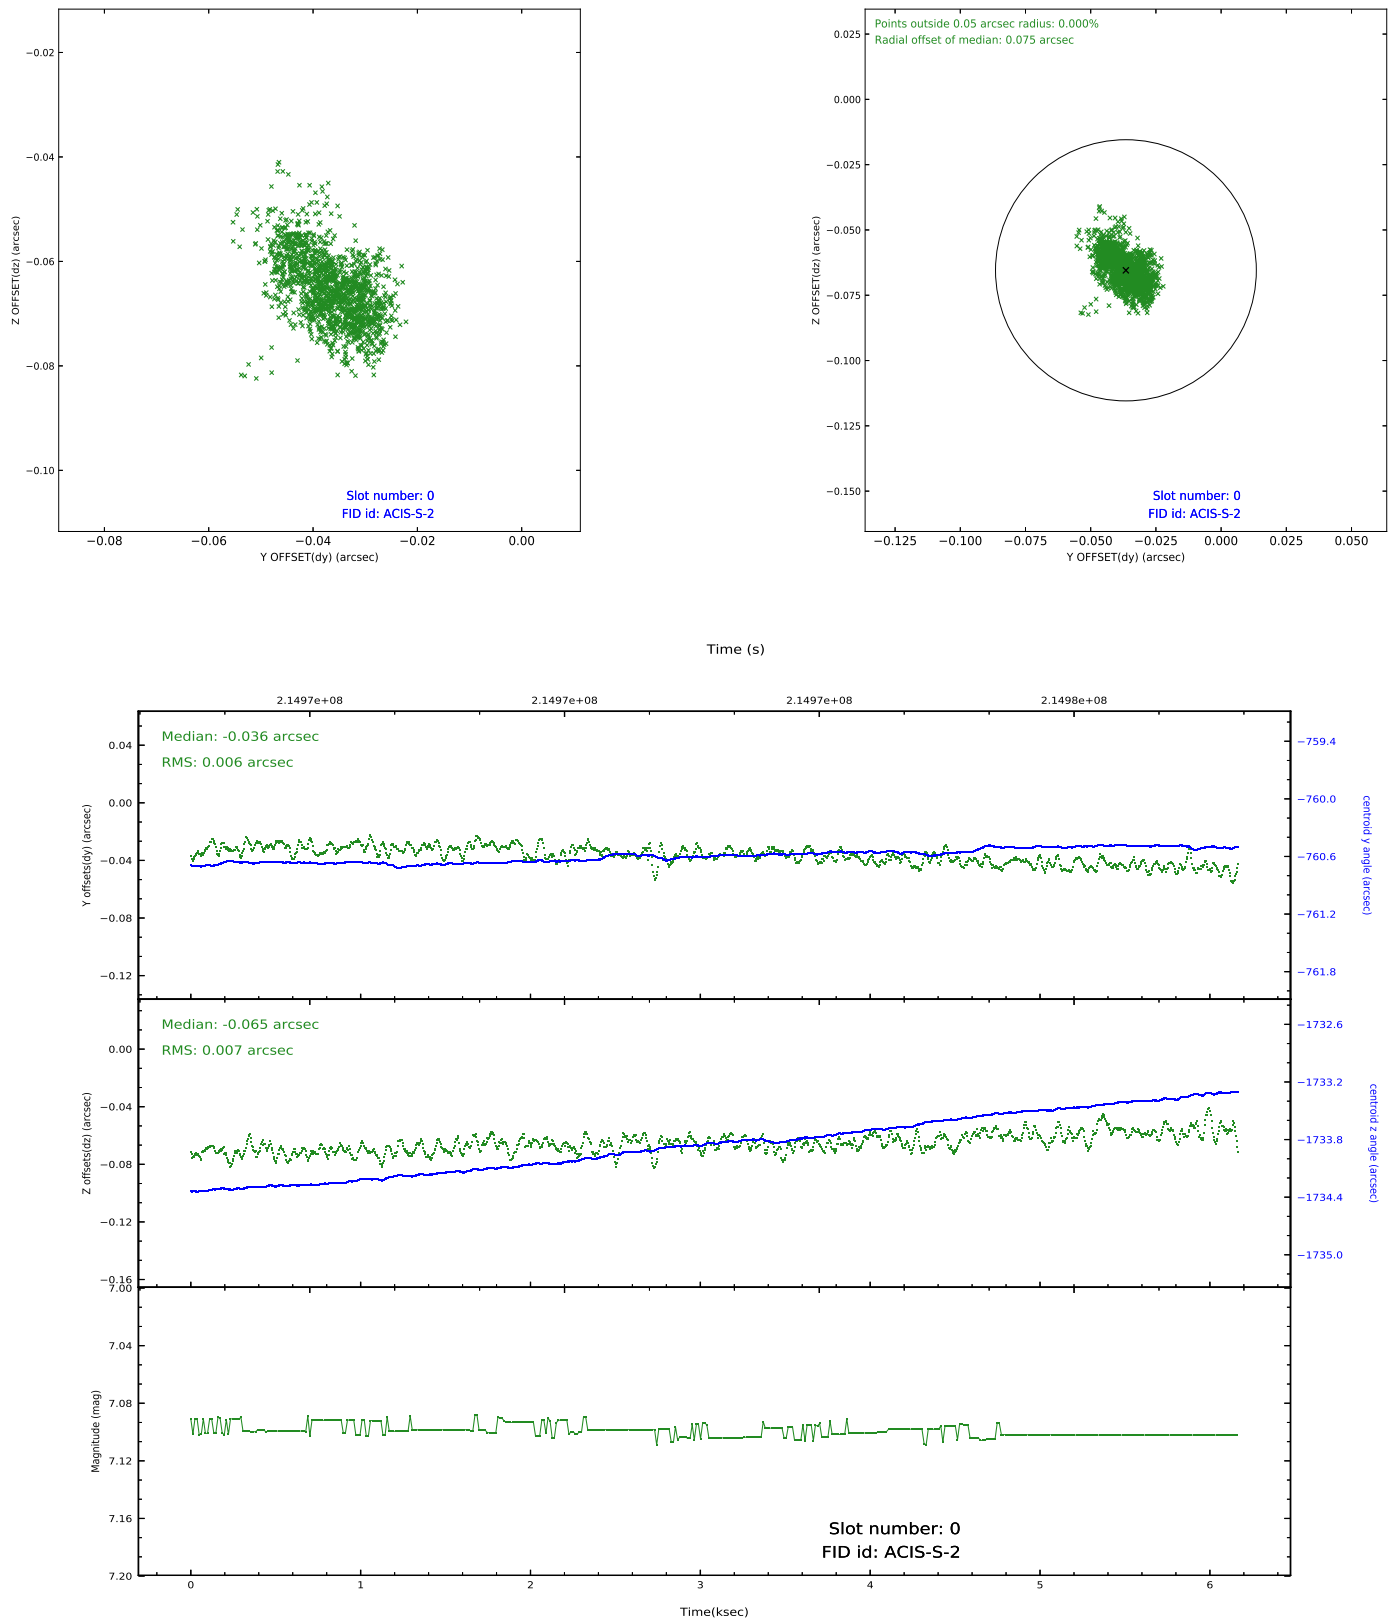 −0.02
−0.04
−0.06
−0.08
−0.10
Z OFFSET(dz) (arcsec)
Slot number: 0
FID id: ACIS-S-2
−0.08
−0.06
−0.04
−0.02
0.00
Y OFFSET(dy) (arcsec)
Points outside 0.05 arcsec radius: 0.000%
Radial offset of median: 0.075 arcsec
0.025
0.000
−0.025
−0.050
−0.075
−0.100
−0.125
−0.150
Z OFFSET(dz) (arcsec)
Slot number: 0
FID id: ACIS-S-2
−0.125
−0.100
−0.075
−0.050
−0.025
0.000
0.025
0.050
Y OFFSET(dy) (arcsec)
Time (s)
2.1497e+08
2.1497e+08
2.1497e+08
2.1498e+08
Median: -0.036 arcsec
RMS: 0.006 arcsec
0.04
0.00
−0.04
−0.08
−0.12
Y offsets(dy) (arcsec)
−759.4
−760.0
−760.6
−761.2
−761.8
centroid y angle (arcsec)
Median: -0.065 arcsec
RMS: 0.007 arcsec
0.00
−0.04
−0.08
−0.12
−0.16
Z offsets(dz) (arcsec)
−1732.6
−1733.2
−1733.8
−1734.4
−1735.0
centroid z angle (arcsec)
7.00
7.04
7.08
7.12
7.16
7.20
Magnitude (mag)
Slot number: 0
FID id: ACIS-S-2
0
1
2
3
4
5
6
Time(ksec)